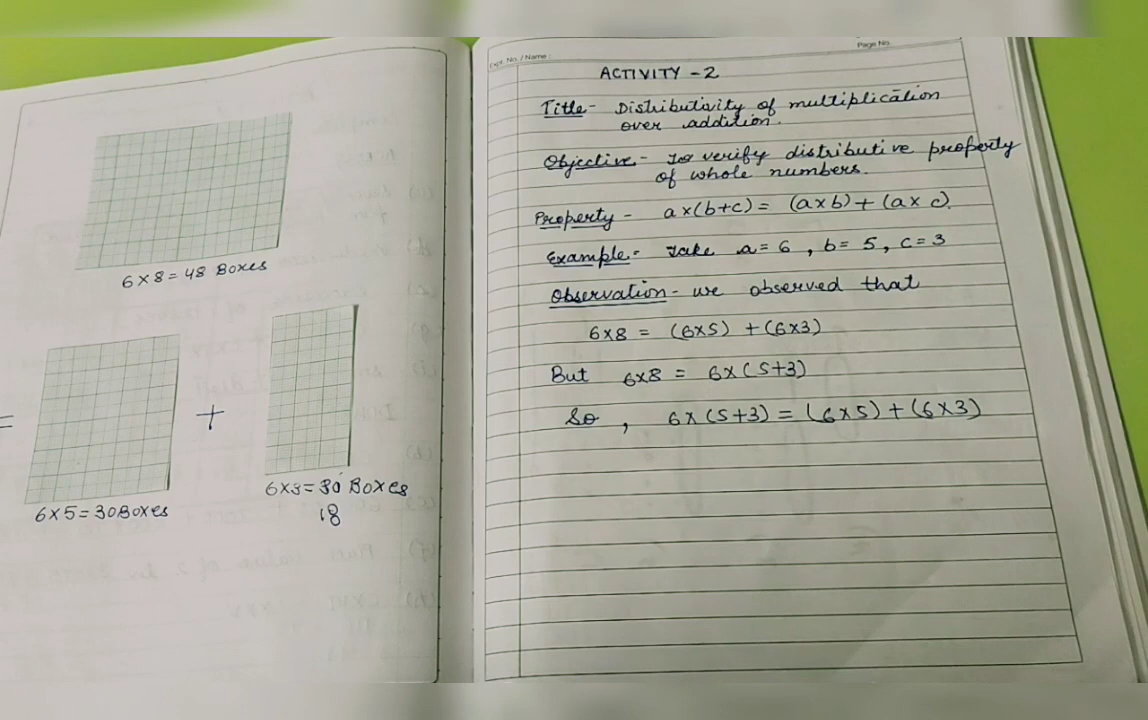 6×8=48 Boxes
=
+
6×5=30Boxes
6×3=30 Boxes
18
Expt. No. / Name :
Page No.
ACTIVITY - 2
Title - Distributivity of multiplication
over addition.
Objective - To verify distributive property
of whole numbers.
Property - a×(b+c) = (a×b)+(a×c).
Example - Take a=6, b=5, c=3
Observation - we observed that
6×8 = (6×5) + (6×3)
But 6×8 = 6×(5+3)
So, 6×(5+3) = (6×5)+(6×3)